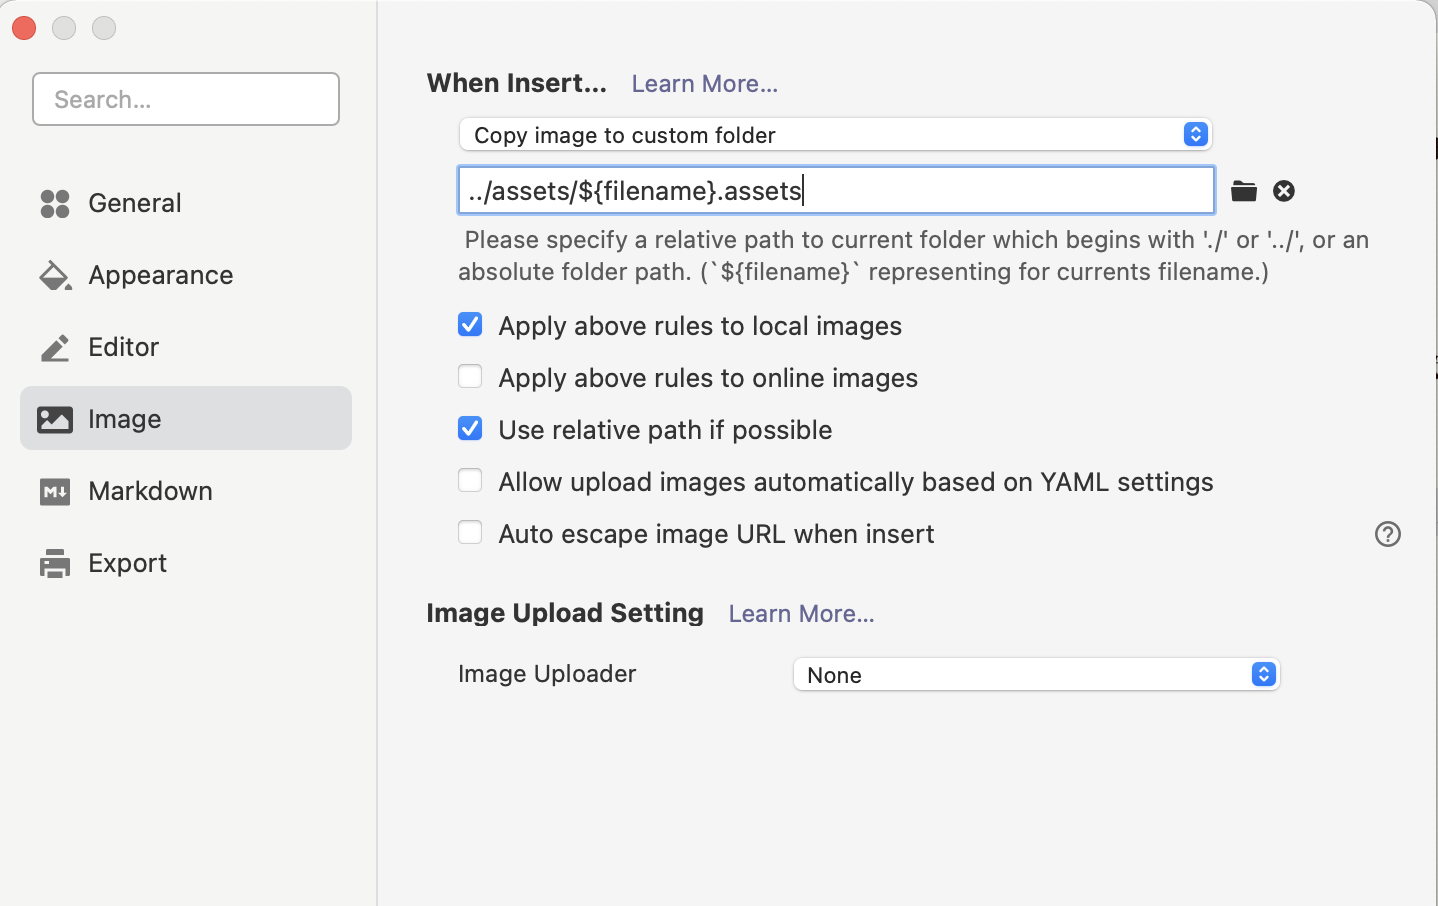 Search...
General
Appearance
Editor
Image
Markdown
Export
When Insert... Learn More...
Copy image to custom folder
../assets/${filename}.assets
Please specify a relative path to current folder which begins with './' or '../', or an
absolute folder path. (`${filename}` representing for currents filename.)
Apply above rules to local images
Apply above rules to online images
Use relative path if possible
Allow upload images automatically based on YAML settings
Auto escape image URL when insert
Image Upload Setting Learn More...
Image Uploader None